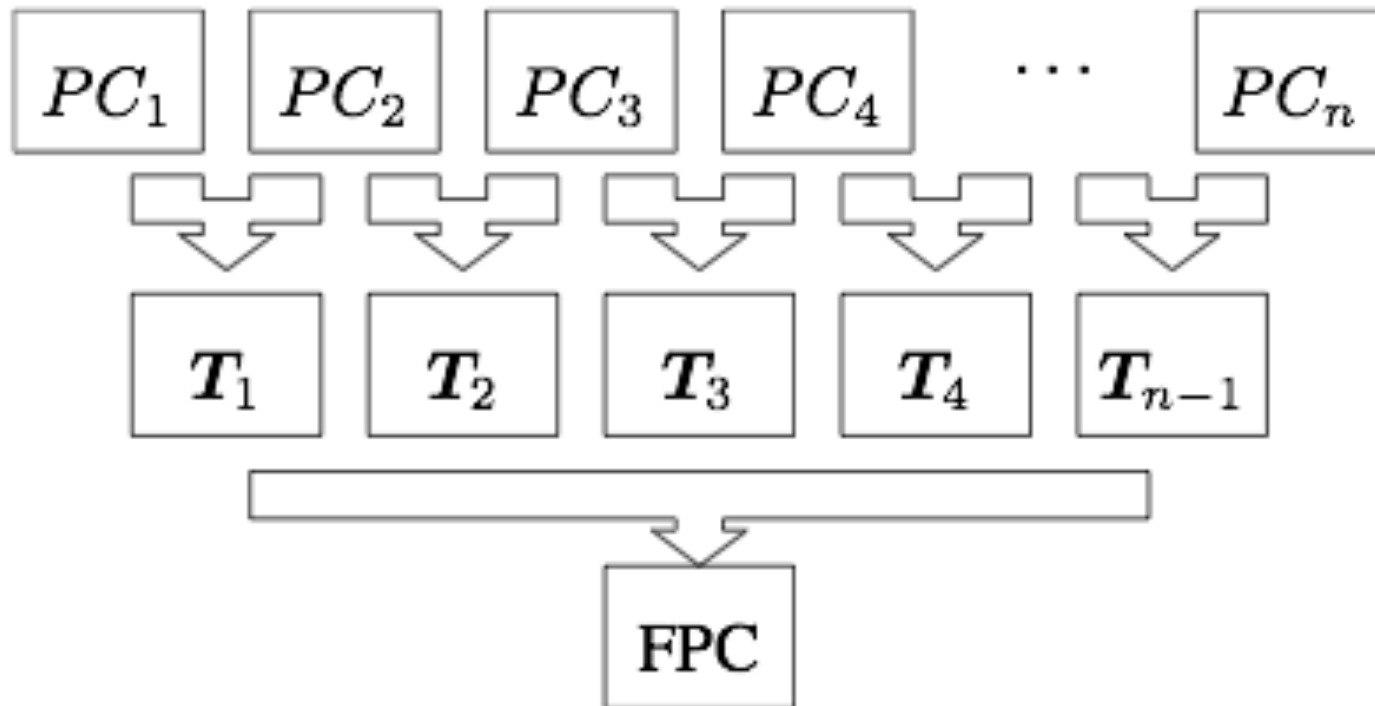 PC₁ PC₂ PC₃ PC₄ ··· PCₙ
T₁ T₂ T₃ T₄ Tₙ₋₁
FPC